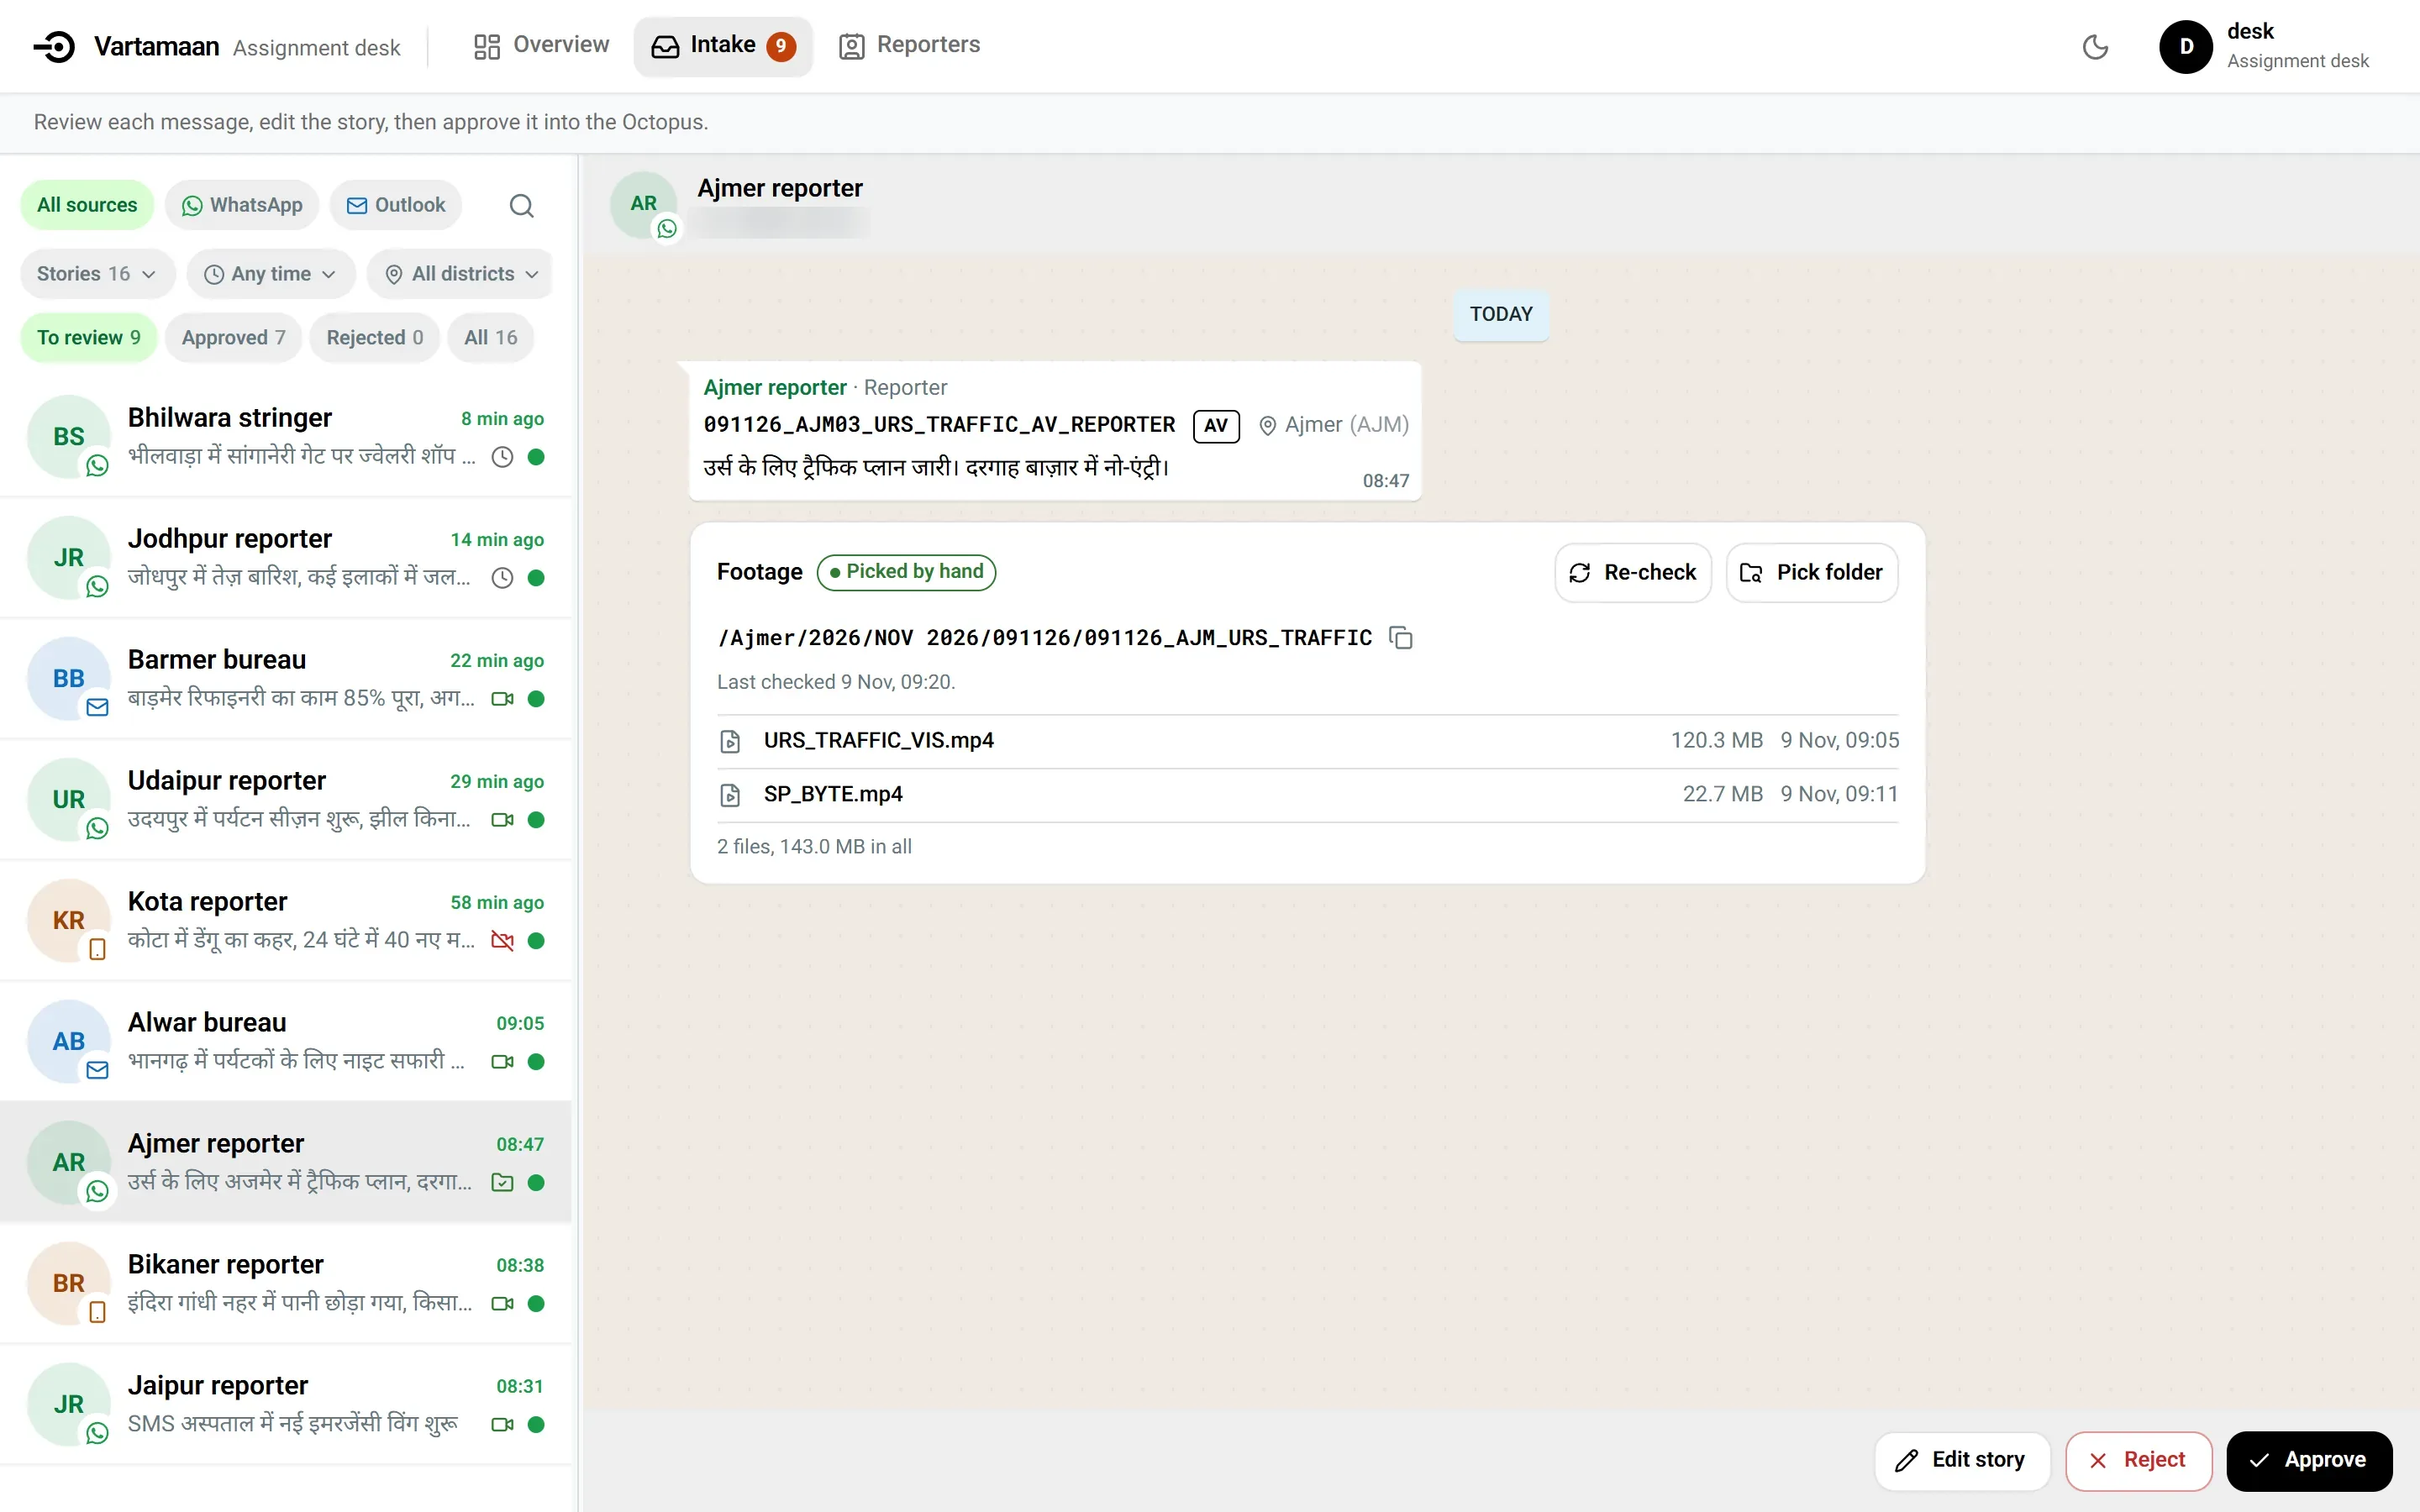 Vartamaan Assignment desk Overview Intake 9 Reporters D desk
Assignment desk
Review each message, edit the story, then approve it into the Octopus.
All sources WhatsApp Outlook
Stories 16 Any time All districts
To review 9 Approved 7 Rejected 0 All 16
BS Bhilwara stringer 8 min ago
भीलवाड़ा में सांगानेरी गेट पर ज्वेलरी शॉप ...
JR Jodhpur reporter 14 min ago
जोधपुर में तेज़ बारिश, कई इलाकों में जल...
BB Barmer bureau 22 min ago
बाड़मेर रिफाइनरी का काम 85% पूरा, अग...
UR Udaipur reporter 29 min ago
उदयपुर में पर्यटन सीज़न शुरू, झील किना...
KR Kota reporter 58 min ago
कोटा में डेंगू का कहर, 24 घंटे में 40 नए म...
AB Alwar bureau 09:05
भानगढ़ में पर्यटकों के लिए नाइट सफारी ...
AR Ajmer reporter 08:47
उर्स के लिए अजमेर में ट्रैफिक प्लान, दरगा...
BR Bikaner reporter 08:38
इंदिरा गांधी नहर में पानी छोड़ा गया, किसा...
JR Jaipur reporter 08:31
SMS अस्पताल में नई इमरजेंसी विंग शुरू
AR Ajmer reporter
TODAY
Ajmer reporter · Reporter
091126_AJM03_URS_TRAFFIC_AV_REPORTER AV Ajmer (AJM)
उर्स के लिए ट्रैफिक प्लान जारी। दरगाह बाज़ार में नो-एंट्री।
08:47
Footage Picked by hand Re-check Pick folder
/Ajmer/2026/NOV 2026/091126/091126_AJM_URS_TRAFFIC
Last checked 9 Nov, 09:20.
URS_TRAFFIC_VIS.mp4 120.3 MB 9 Nov, 09:05
SP_BYTE.mp4 22.7 MB 9 Nov, 09:11
2 files, 143.0 MB in all
Edit story Reject Approve